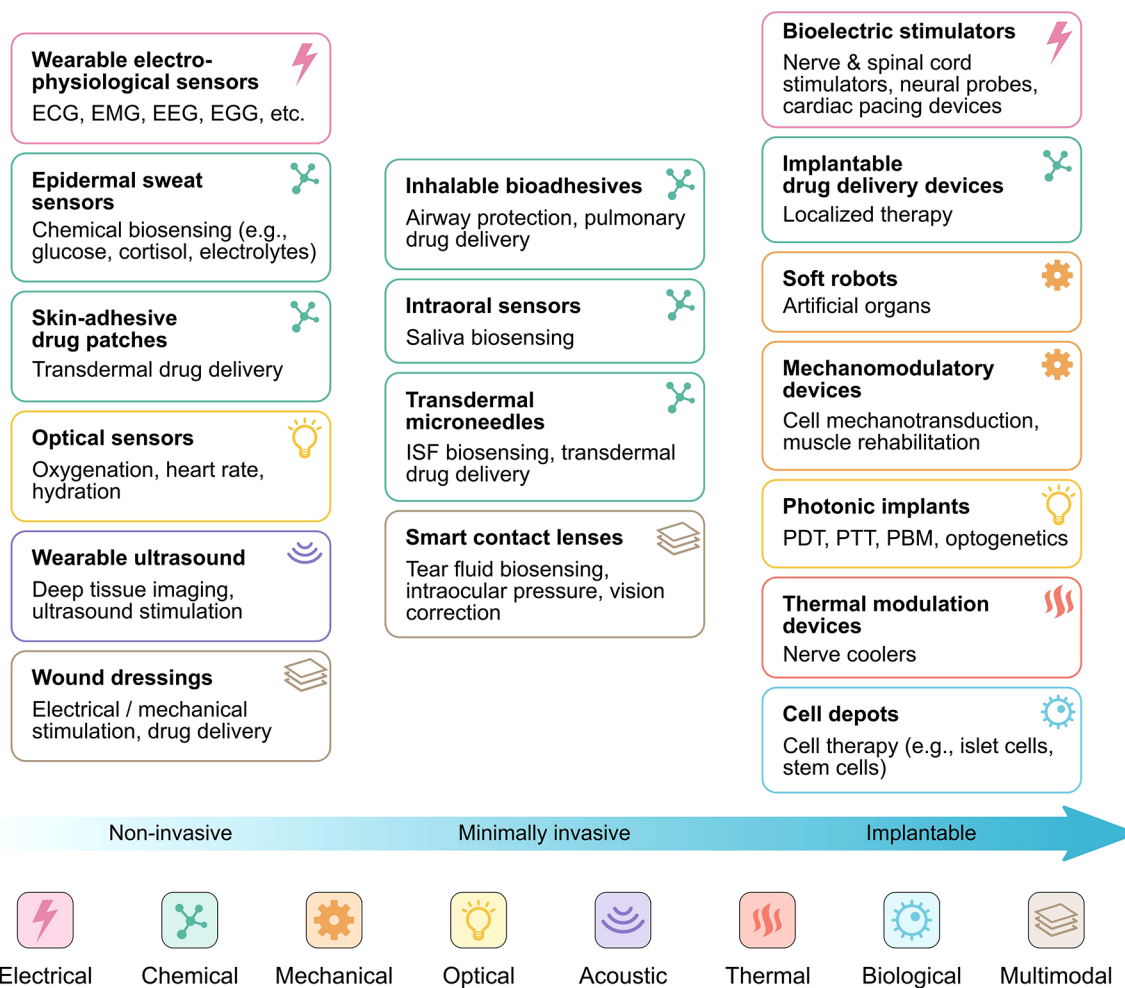 Wearable electro-
physiological sensors
ECG, EMG, EEG, EGG, etc.
Epidermal sweat
sensors
Chemical biosensing (e.g.,
glucose, cortisol, electrolytes)
Skin-adhesive
drug patches
Transdermal drug delivery
Optical sensors
Oxygenation, heart rate,
hydration
Wearable ultrasound
Deep tissue imaging,
ultrasound stimulation
Wound dressings
Electrical / mechanical
stimulation, drug delivery
Inhalable bioadhesives
Airway protection, pulmonary
drug delivery
Intraoral sensors
Saliva biosensing
Transdermal
microneedles
ISF biosensing, transdermal
drug delivery
Smart contact lenses
Tear fluid biosensing,
intraocular pressure, vision
correction
Bioelectric stimulators
Nerve & spinal cord
stimulators, neural probes,
cardiac pacing devices
Implantable
drug delivery devices
Localized therapy
Soft robots
Artificial organs
Mechanomodulatory
devices
Cell mechanotransduction,
muscle rehabilitation
Photonic implants
PDT, PTT, PBM, optogenetics
Thermal modulation
devices
Nerve coolers
Cell depots
Cell therapy (e.g., islet cells,
stem cells)
Non-invasive
Minimally invasive
Implantable
Electrical
Chemical
Mechanical
Optical
Acoustic
Thermal
Biological
Multimodal